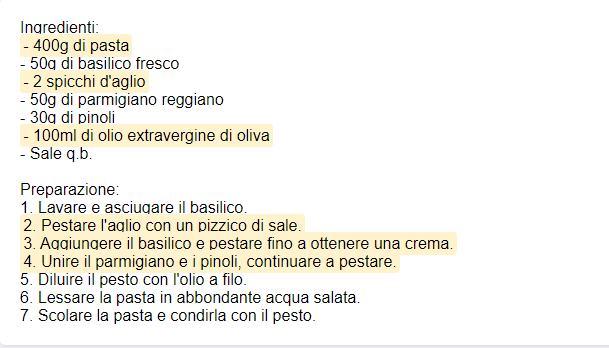 Ingredienti:
- 400g di pasta
- 50g di basilico fresco
- 2 spicchi d'aglio
- 50g di parmigiano reggiano
- 30g di pinoli
- 100ml di olio extravergine di oliva
- Sale q.b.
Preparazione:
1. Lavare e asciugare il basilico.
2. Pestare l'aglio con un pizzico di sale.
3. Aggiungere il basilico e pestare fino a ottenere una crema.
4. Unire il parmigiano e i pinoli, continuare a pestare.
5. Diluire il pesto con l'olio a filo.
6. Lessare la pasta in abbondante acqua salata.
7. Scolare la pasta e condirla con il pesto.